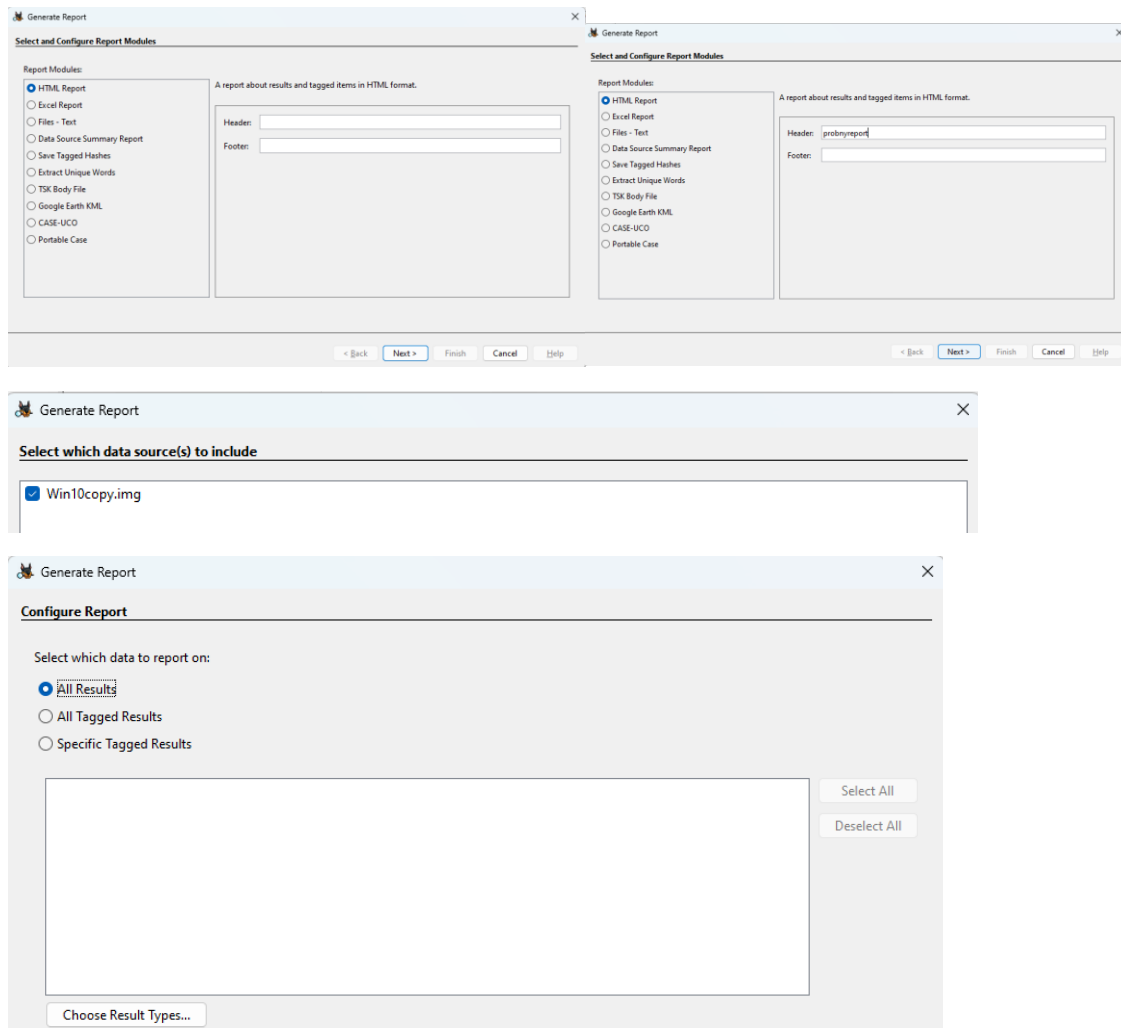 Generate Report
Select and Configure Report Modules
Report Modules:
HTML Report
Excel Report
Files - Text
Data Source Summary Report
Save Tagged Hashes
Extract Unique Words
TSK Body File
Google Earth KML
CASE-UCO
Portable Case
A report about results and tagged items in HTML format.
Header:
Footer:
< Back Next > Finish Cancel Help
Generate Report
Select and Configure Report Modules
Report Modules:
HTML Report
Excel Report
Files - Text
Data Source Summary Report
Save Tagged Hashes
Extract Unique Words
TSK Body File
Google Earth KML
CASE-UCO
Portable Case
A report about results and tagged items in HTML format.
Header: probnyreport
Footer:
< Back Next > Finish Cancel Help
Generate Report
Select which data source(s) to include
Win10copy.img
Generate Report
Configure Report
Select which data to report on:
All Results
All Tagged Results
Specific Tagged Results
Select All
Deselect All
Choose Result Types...